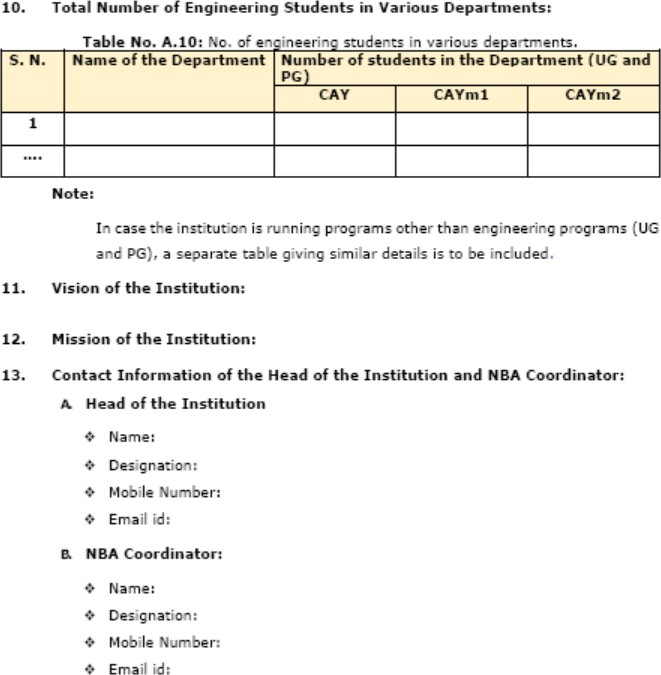 10. Total Number of Engineering Students in Various Departments:
Table No. A.10: No. of engineering students in various departments.
S. N. Name of the Department Number of students in the Department (UG and PG)
CAY CAYm1 CAYm2
1
....
Note:
In case the institution is running programs other than engineering programs (UG
and PG), a separate table giving similar details is to be included.
11. Vision of the Institution:
12. Mission of the Institution:
13. Contact Information of the Head of the Institution and NBA Coordinator:
A. Head of the Institution
❖ Name:
❖ Designation:
❖ Mobile Number:
❖ Email id:
B. NBA Coordinator:
❖ Name:
❖ Designation:
❖ Mobile Number:
❖ Email id: